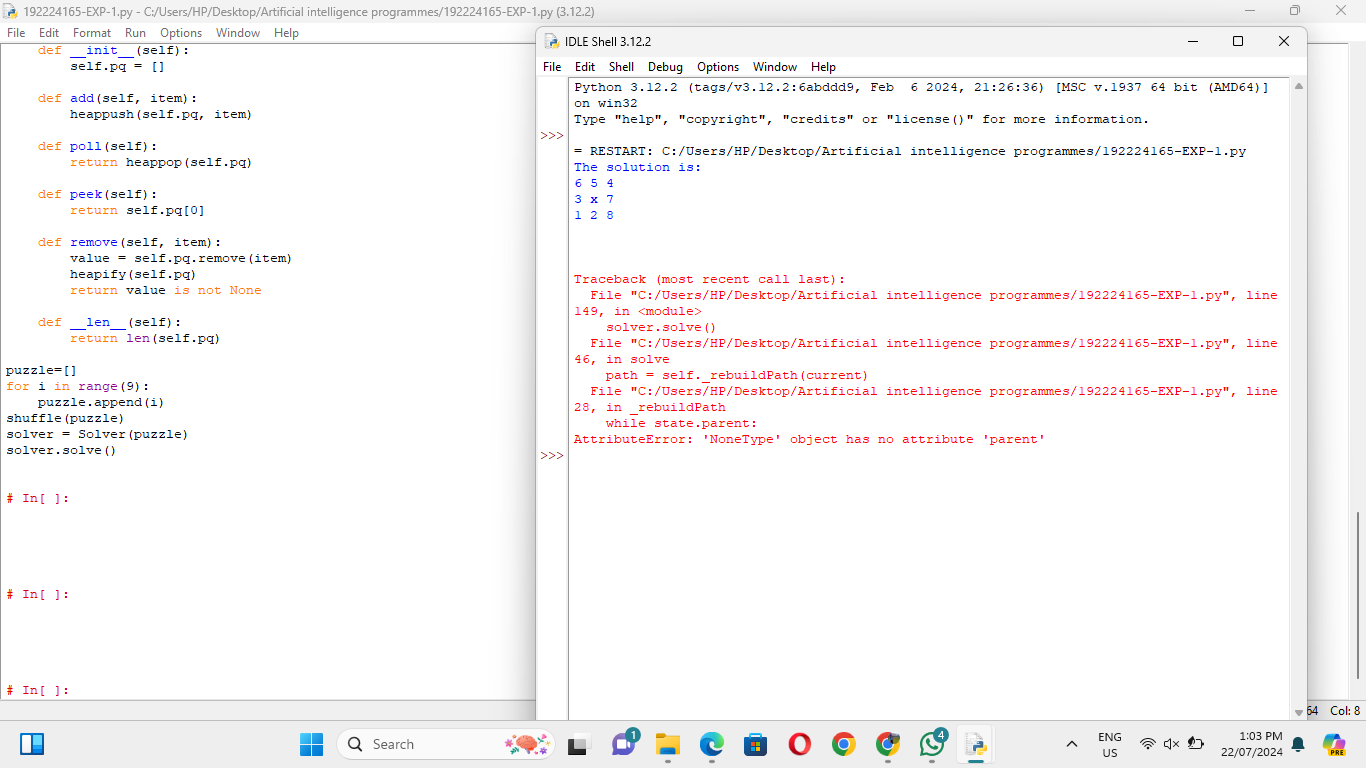 192224165-EXP-1.py - C:/Users/HP/Desktop/Artificial intelligence programmes/192224165-EXP-1.py (3.12.2)
File Edit Format Run Options Window Help
def __init__(self):
self.pq = []
def add(self, item):
heappush(self.pq, item)
def poll(self):
return heappop(self.pq)
def peek(self):
return self.pq[0]
def remove(self, item):
value = self.pq.remove(item)
heapify(self.pq)
return value is not None
def __len__(self):
return len(self.pq)
puzzle=[]
for i in range(9):
puzzle.append(i)
shuffle(puzzle)
solver = Solver(puzzle)
solver.solve()
# In[ ]:
# In[ ]:
# In[ ]:
IDLE Shell 3.12.2
File Edit Shell Debug Options Window Help
Python 3.12.2 (tags/v3.12.2:6abddd9, Feb  6 2024, 21:26:36) [MSC v.1937 64 bit (AMD64)]
on win32
Type "help", "copyright", "credits" or "license()" for more information.
>>>
= RESTART: C:/Users/HP/Desktop/Artificial intelligence programmes/192224165-EXP-1.py
The solution is:
6 5 4
3 x 7
1 2 8
Traceback (most recent call last):
File "C:/Users/HP/Desktop/Artificial intelligence programmes/192224165-EXP-1.py", line
149, in <module>
solver.solve()
File "C:/Users/HP/Desktop/Artificial intelligence programmes/192224165-EXP-1.py", line
46, in solve
path = self._rebuildPath(current)
File "C:/Users/HP/Desktop/Artificial intelligence programmes/192224165-EXP-1.py", line
28, in _rebuildPath
while state.parent:
AttributeError: 'NoneType' object has no attribute 'parent'
>>>
64 Col: 8
Search
1
4
ENG
US
1:03 PM
22/07/2024
PRE